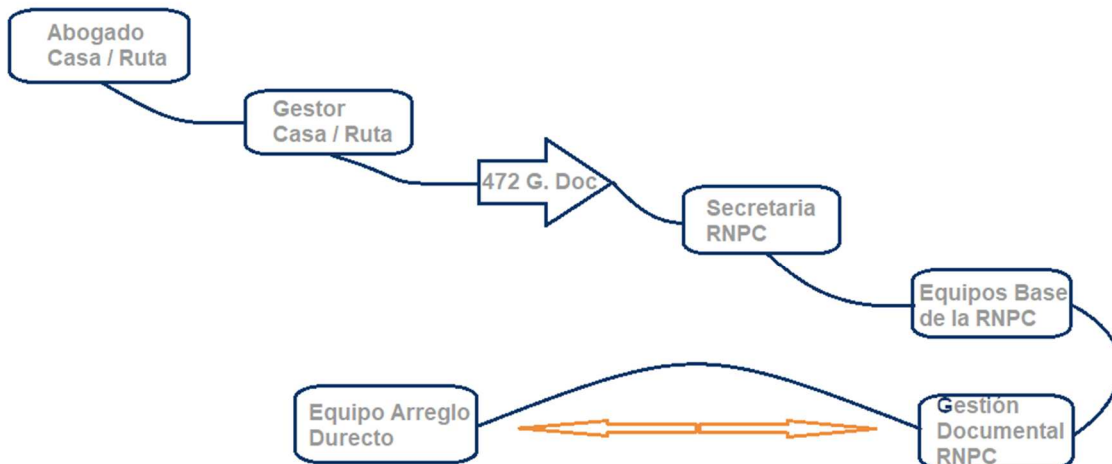 Abogado
Casa / Ruta
Gestor
Casa / Ruta
472 G. Doc
Secretaria
RNPC
Equipos Base
de la RNPC
Equipo Arreglo
Durecto
Gestión
Documental
RNPC